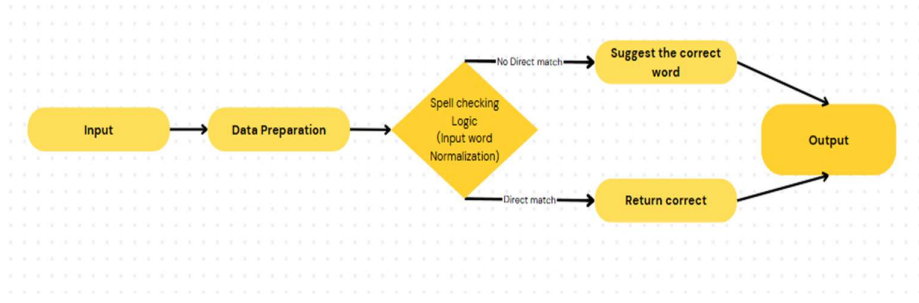 Input
Data Preparation
Spell checking
Logic
(Input word
Normalization)
No Direct match
Suggest the correct
word
Direct match
Return correct
Output